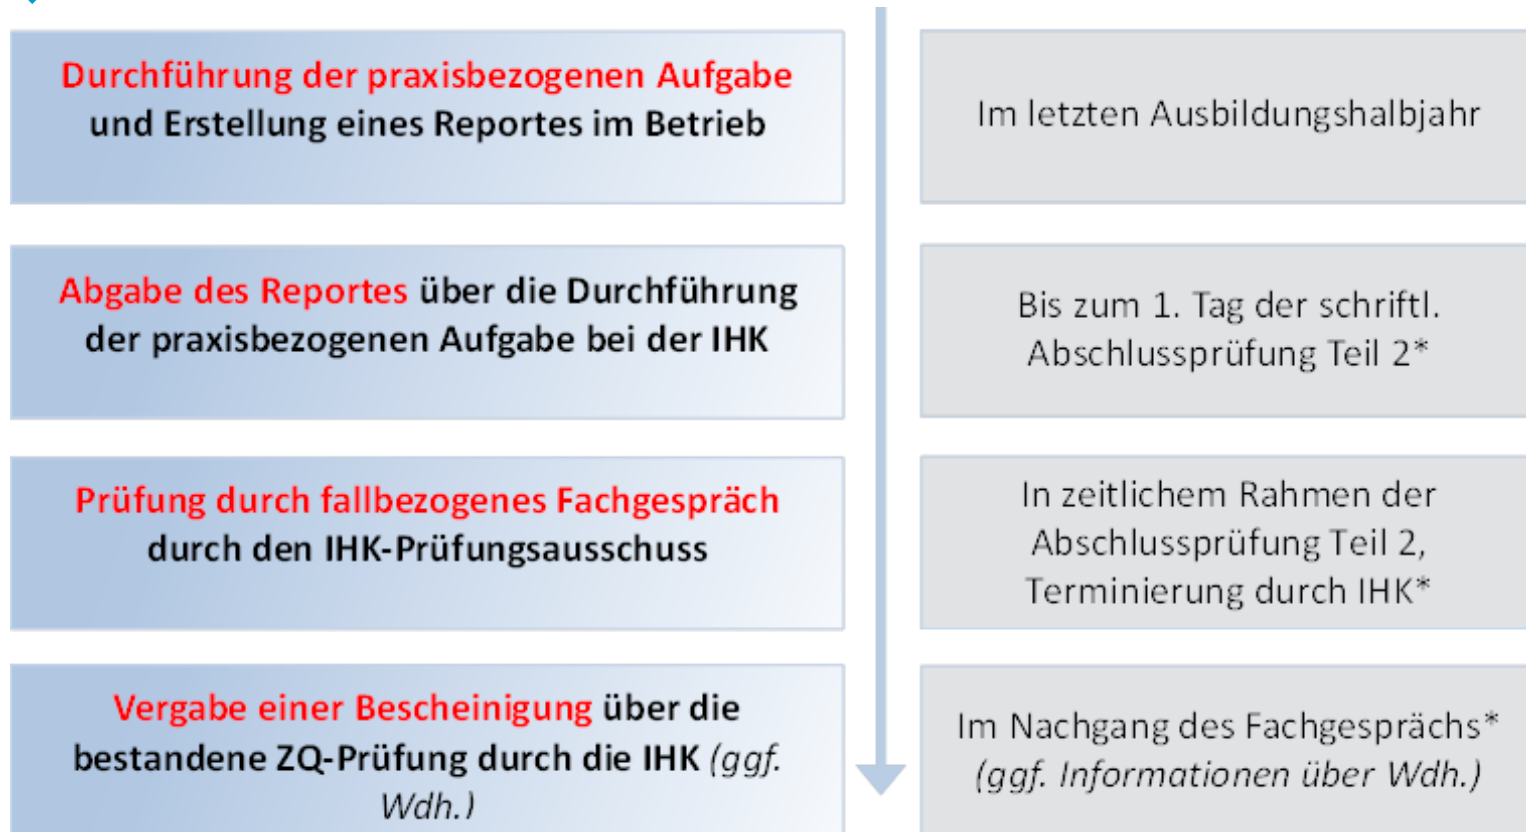 Durchführung der praxisbezogenen Aufgabe
und Erstellung eines Reportes im Betrieb
Im letzten Ausbildungshalbjahr
Abgabe des Reportes über die Durchführung
der praxisbezogenen Aufgabe bei der IHK
Bis zum 1. Tag der schriftl.
Abschlussprüfung Teil 2*
Prüfung durch fallbezogenes Fachgespräch
durch den IHK-Prüfungsausschuss
In zeitlichem Rahmen der
Abschlussprüfung Teil 2,
Terminierung durch IHK*
Vergabe einer Bescheinigung über die
bestandene ZQ-Prüfung durch die IHK (ggf.
Wdh.)
Im Nachgang des Fachgesprächs*
(ggf. Informationen über Wdh.)